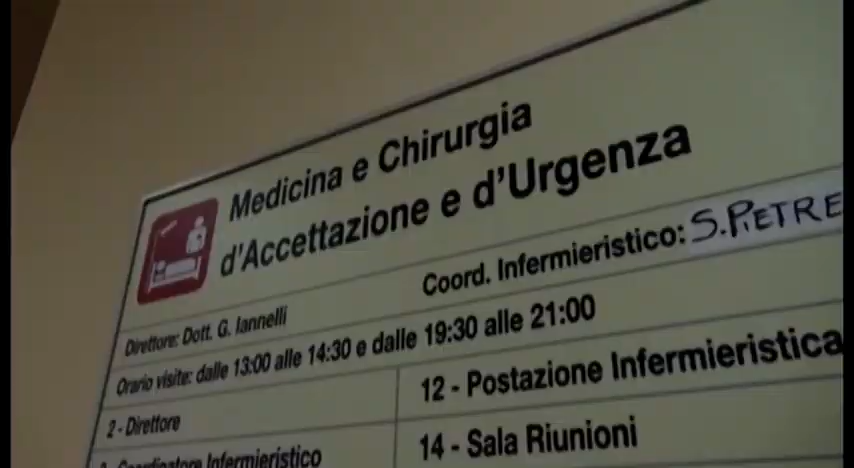 Medicina e Chirurgia
d'Accettazione e d'Urgenza
Direttore: Dott. G. Iannelli
Coord. Infermieristico: S. PIETRE
Orario visite: dalle 13:00 alle 14:30 e dalle 19:30 alle 21:00
2 - Direttore
12 - Postazione Infermieristica
Coordinatore Infermieristico
14 - Sala Riunioni